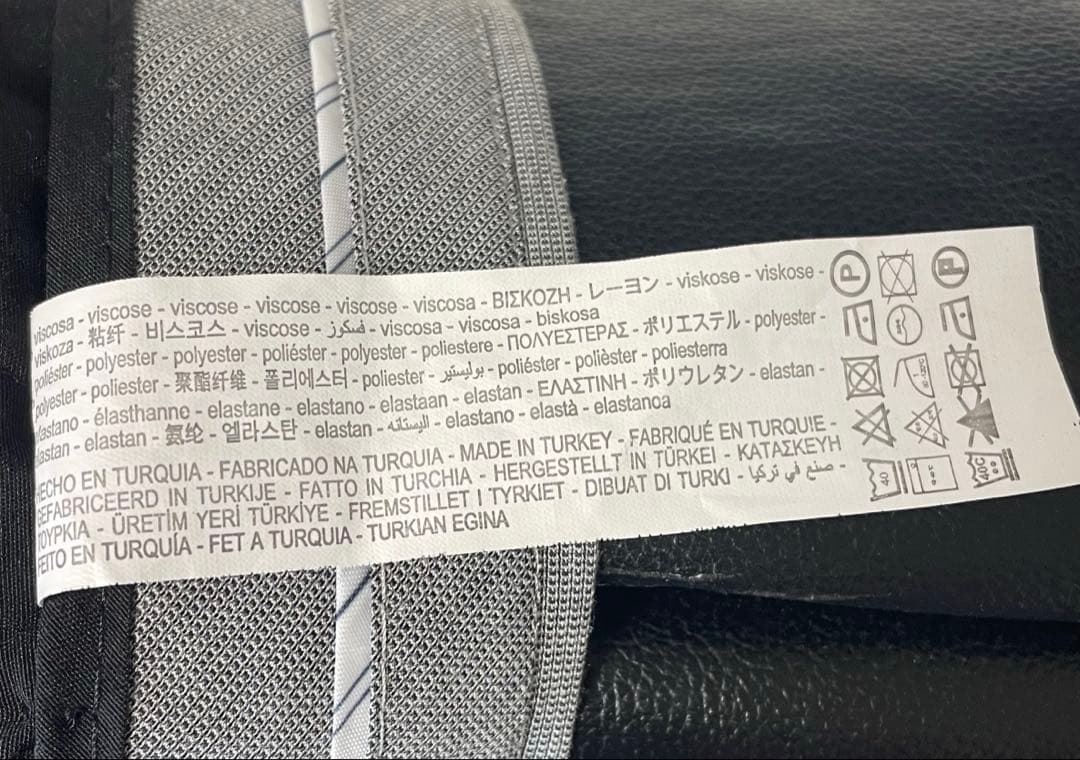 viscosa - viscose - viscose - viscose - viscose - viscosa - ΒΙΣΚΟΖΗ - レーヨン - viskose - viskose -
viskoza - 粘纤 - 비스코스 - viscose - فسكوز - viscosa - viscosa - biskosa
poliéster - polyester - polyester - poliéster - polyester - poliestere - ΠΟΛΥΕΣΤΕΡΑΣ - ポリエステル - polyester -
polyester - poliester - 聚酯纤维 - 폴리에스터 - poliester - بوليستير - poliéster - polièster - poliesterra
elastano - élasthanne - elastane - elastano - elastaan - elastan - ΕΛΑΣΤΙΝΗ - ポリウレタン - elastan -
elastan - elastan - 氨纶 - 엘라스탄 - elastan - اليستانه - elastano - elastà - elastanoa
HECHO EN TURQUIA - FABRICADO NA TURQUIA - MADE IN TURKEY - FABRIQUÉ EN TURQUIE -
GEFABRICEERD IN TURKIJE - FATTO IN TURCHIA - HERGESTELLT IN TÜRKEI - ΚΑΤΑΣΚΕΥΗ
ΤΟΥΡΚΙΑ - ÜRETİM YERİ TÜRKİYE - FREMSTILLET I TYRKIET - DIBUAT DI TURKI - صنع في تركيا -
FEITO EN TURQUÍA - FET A TURQUIA - TURKIAN EGINA
P
P
40
40C